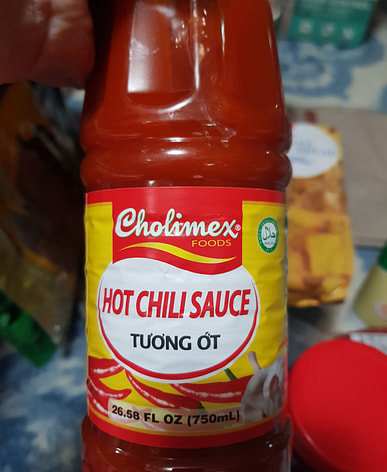 Cholimex®
FOODS
HOT CHILI SAUCE
TƯƠNG ỚT
26.58 FL OZ (750mL)